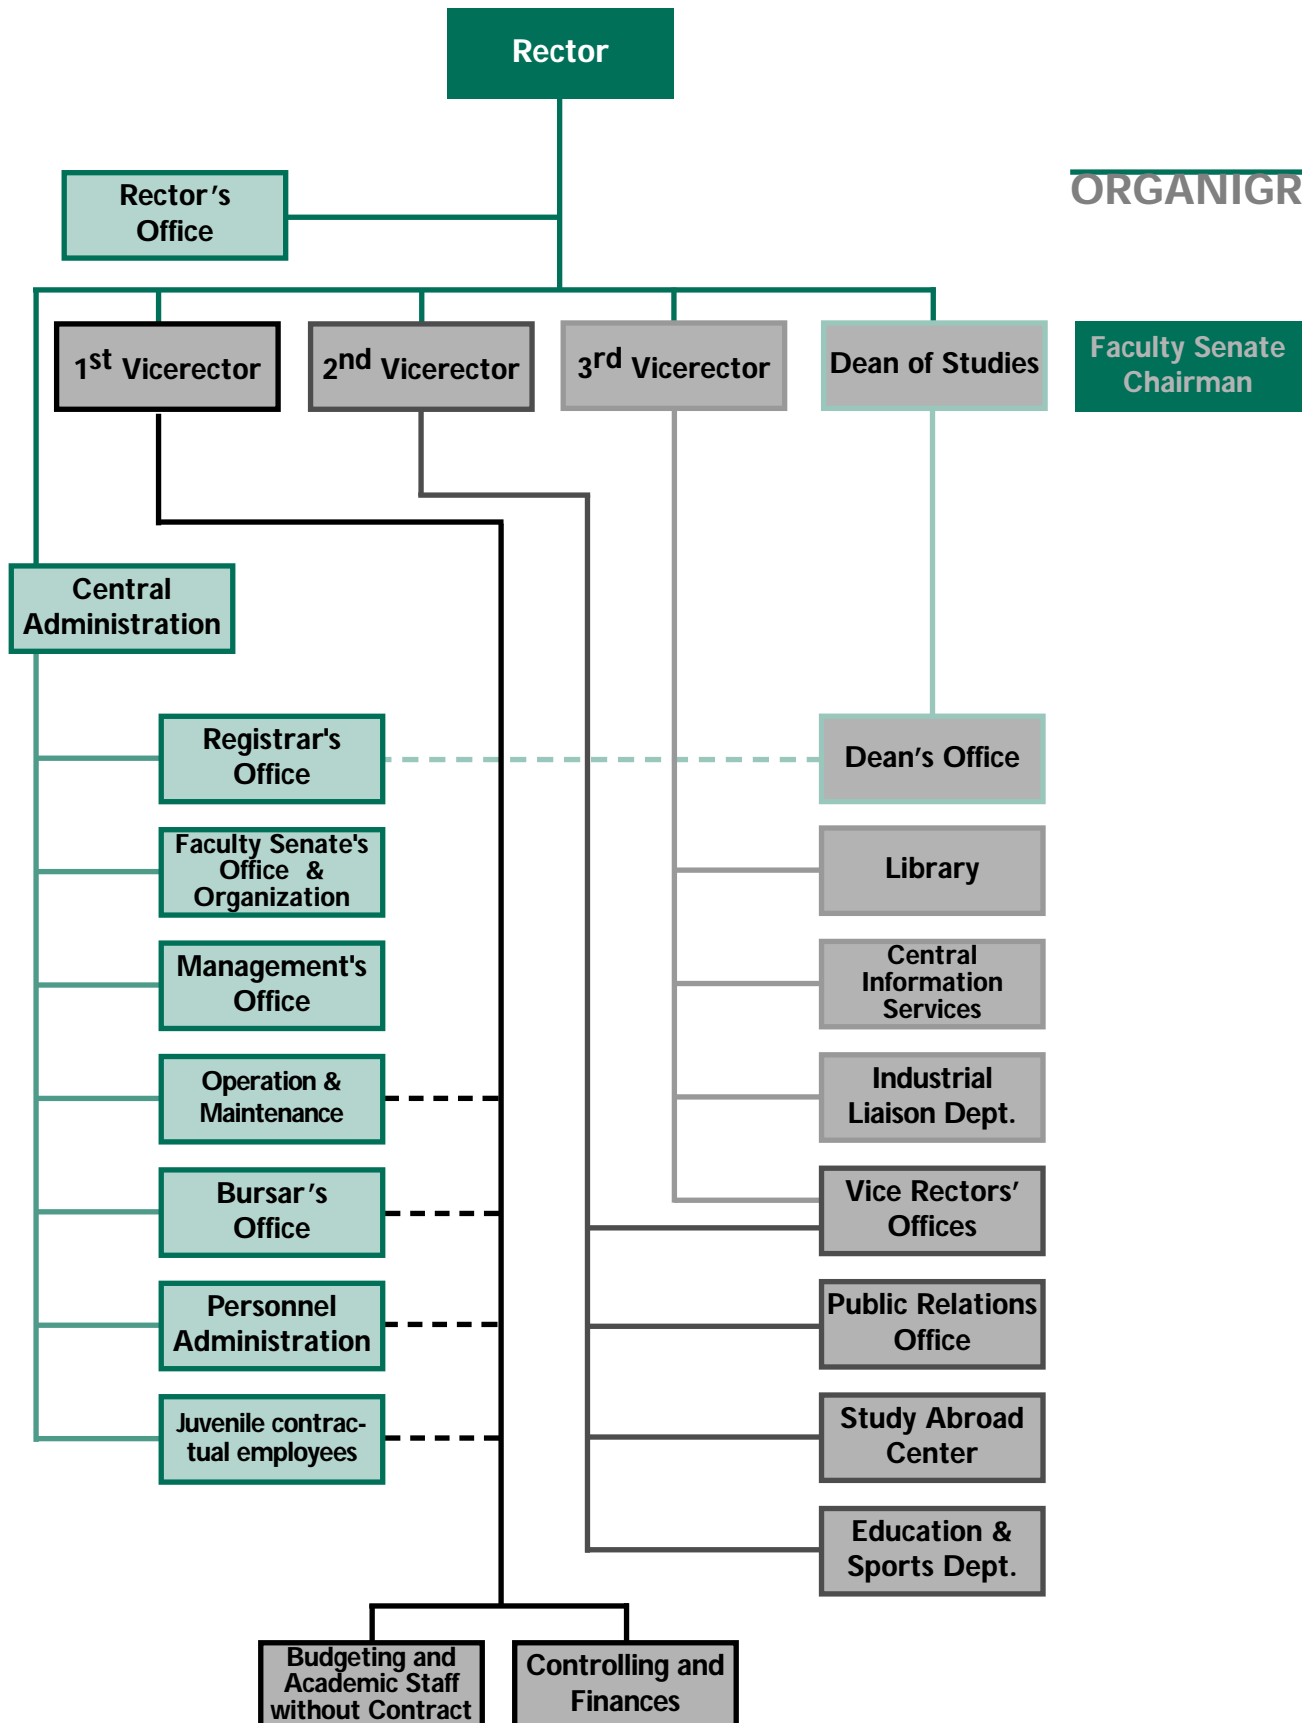 Rector
Rector's
Office
ORGANIGR
1st Vicerector
2nd Vicerector
3rd Vicerector
Dean of Studies
Faculty Senate
Chairman
Central
Administration
Registrar's
Office
Dean's Office
Faculty Senate's
Office &
Organization
Library
Management's
Office
Central
Information
Services
Operation &
Maintenance
Industrial
Liaison Dept.
Bursar's
Office
Vice Rectors'
Offices
Personnel
Administration
Public Relations
Office
Juvenile contrac-
tual employees
Study Abroad
Center
Education &
Sports Dept.
Budgeting and
Academic Staff
without Contract
Controlling and
Finances